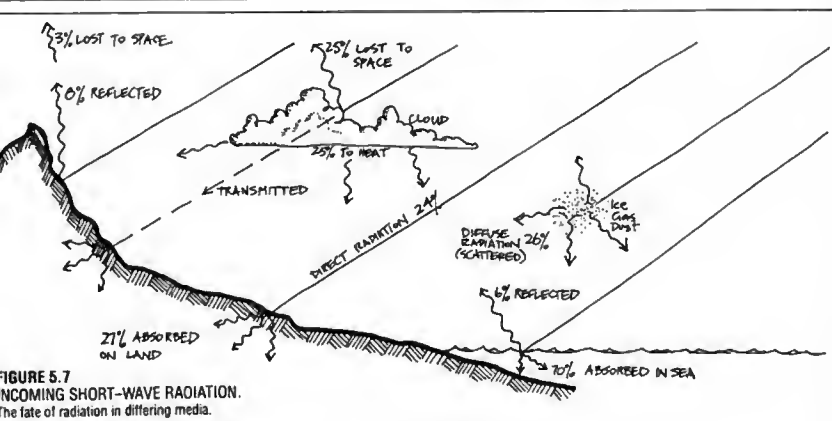 3% LOST TO SPACE
8% REFLECTED
25% LOST TO
SPACE
CLOUD
25% TO HEAT
TRANSMITTED
DIRECT RADIATION 24%
Ice
Gas
Dust
DIFFUSE
RADIATION 26%
(SCATTERED)
6% REFLECTED
27% ABSORBED
ON LAND
70% ABSORBED IN SEA
FIGURE 5.7
INCOMING SHORT–WAVE RADIATION.
The fate of radiation in differing media.